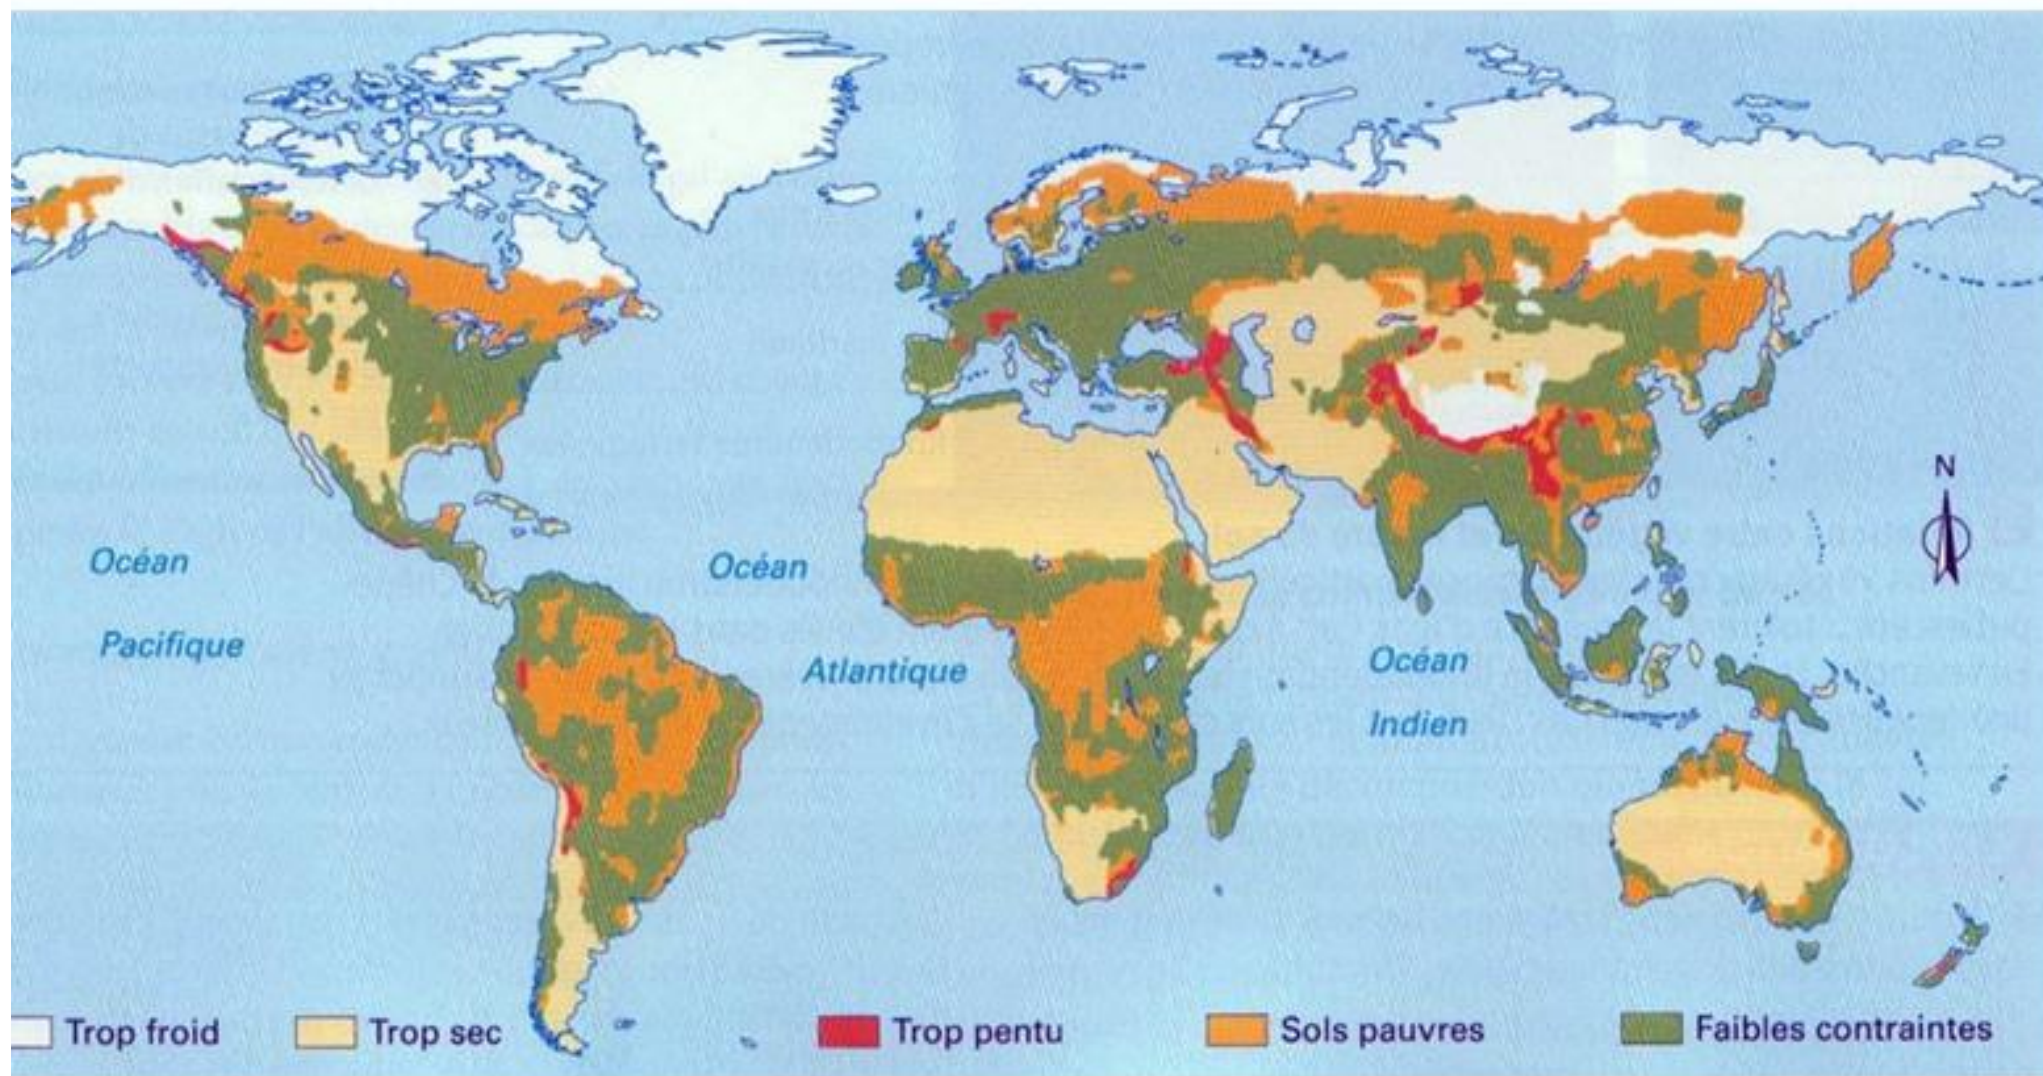 N
Océan
Pacifique
Océan
Atlantique
Océan
Indien
Trop froid
Trop sec
Trop pentu
Sols pauvres
Faibles contraintes